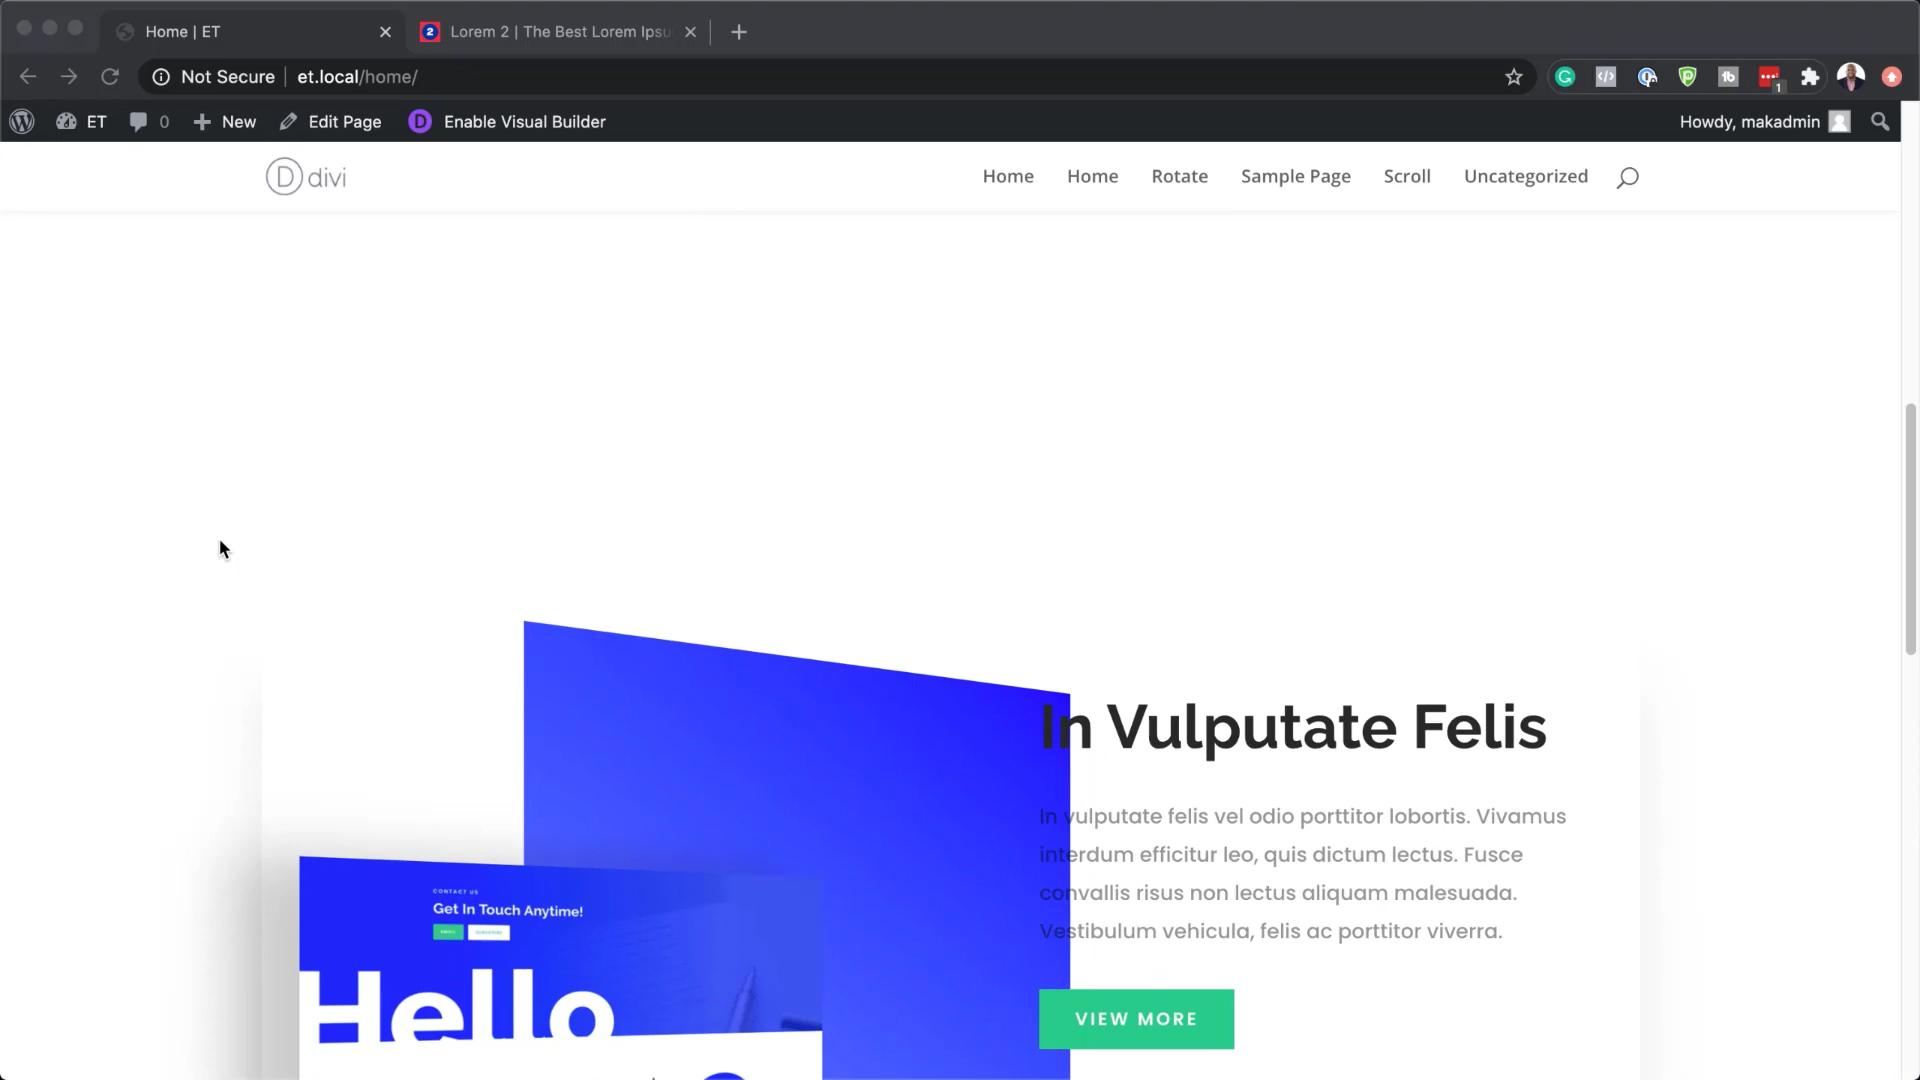 Home | ET
Lorem 2 | The Best Lorem Ipsu
Not Secure
et.local/home/
1
ET
0
New
Edit Page
Enable Visual Builder
Howdy, makadmin
divi
Home
Home
Rotate
Sample Page
Scroll
Uncategorized
In Vulputate Felis
In vulputate felis vel odio porttitor lobortis. Vivamus
interdum efficitur leo, quis dictum lectus. Fusce
convallis risus non lectus aliquam malesuada.
Vestibulum vehicula, felis ac porttitor viverra.
VIEW MORE
CONTACT US
Get In Touch Anytime!
Hello